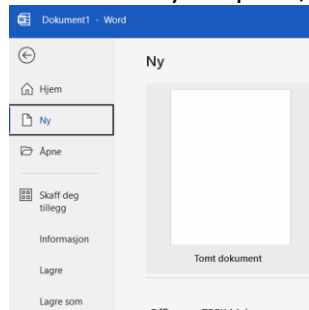 Dokument1 - Word
Ny
Hjem
Ny
Åpne
Skaff deg
tillegg
Tomt dokument
Informasjon
Lagre
Lagre som